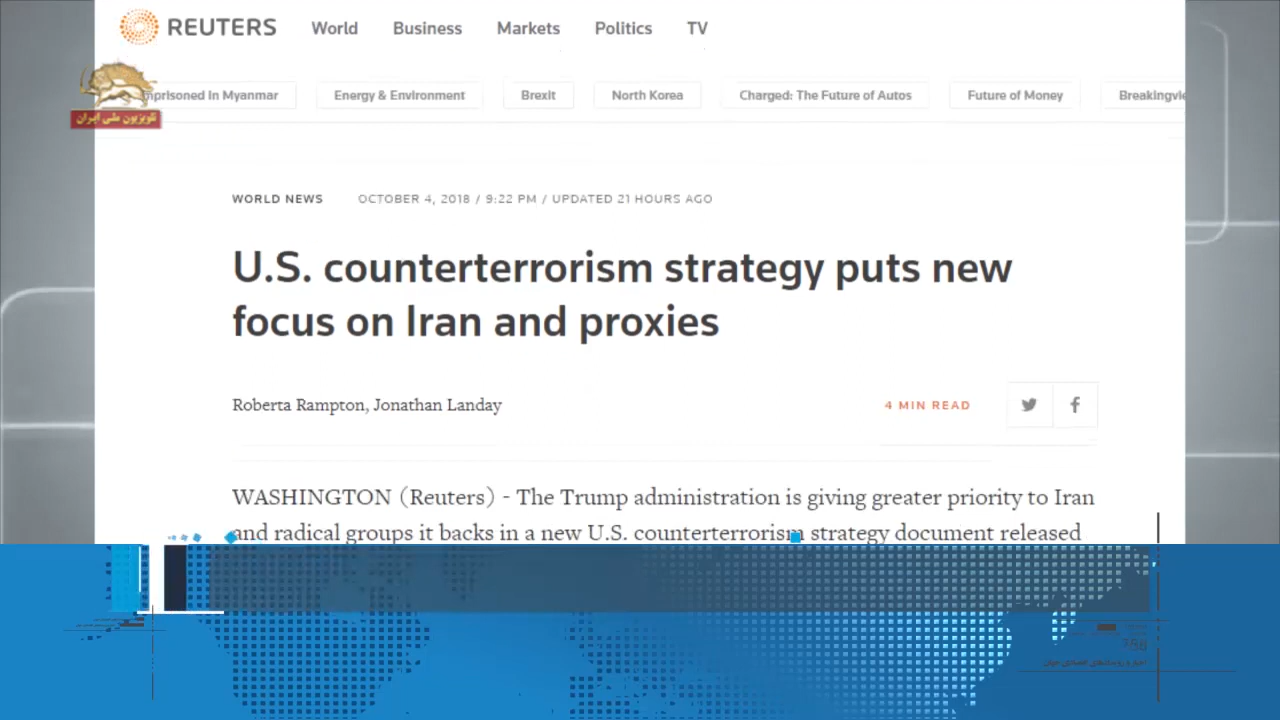 REUTERS World Business Markets Politics TV
mprisoned in Myanmar Energy & Environment Brexit North Korea Charged: The Future of Autos Future of Money Breakingvie
تلویزیون ملی ایران
WORLD NEWS OCTOBER 4, 2018 / 9:22 PM / UPDATED 21 HOURS AGO
U.S. counterterrorism strategy puts new
focus on Iran and proxies
Roberta Rampton, Jonathan Landay 4 MIN READ
WASHINGTON (Reuters) - The Trump administration is giving greater priority to Iran
and radical groups it backs in a new U.S. counterterrorism strategy document released